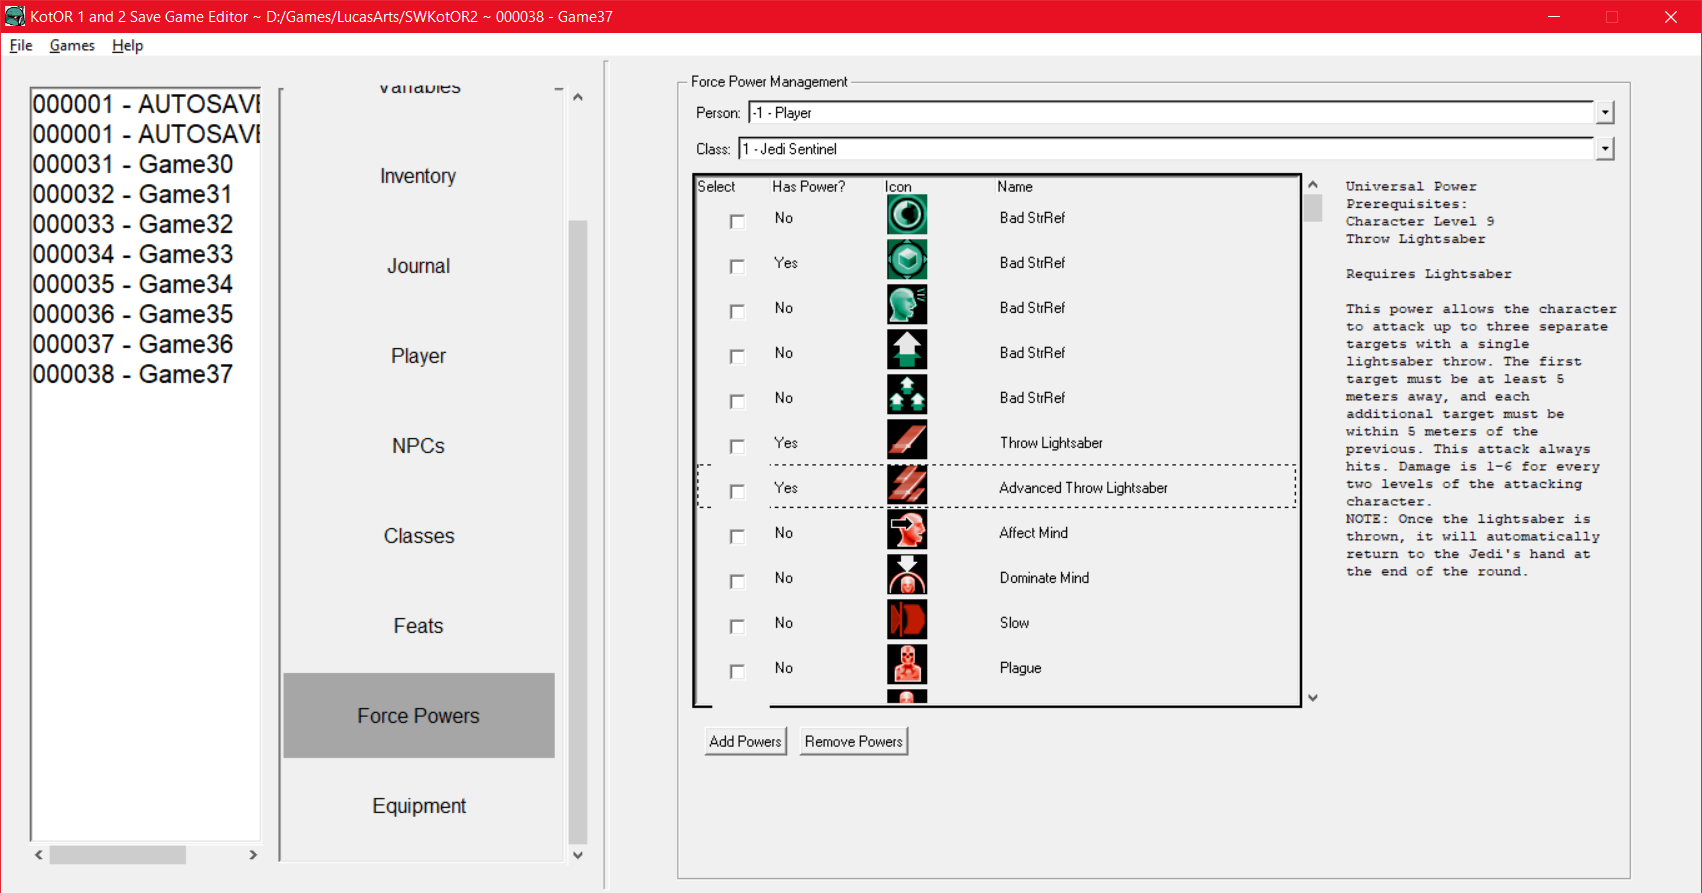 KotOR 1 and 2 Save Game Editor ~ D:/Games/LucasArts/SWKotOR2 ~ 000038 - Game37
File Games Help
000001 - AUTOSAVE
000001 - AUTOSAVE
000031 - Game30
000032 - Game31
000033 - Game32
000034 - Game33
000035 - Game34
000036 - Game35
000037 - Game36
000038 - Game37
Variables
Inventory
Journal
Player
NPCs
Classes
Feats
Force Powers
Equipment
Force Power Management
Person: -1 - Player
Class: 1 - Jedi Sentinel
Select Has Power? Icon Name
No Bad StrRef
Yes Bad StrRef
No Bad StrRef
No Bad StrRef
No Bad StrRef
Yes Throw Lightsaber
Yes Advanced Throw Lightsaber
No Affect Mind
No Dominate Mind
No Slow
No Plague
Add Powers Remove Powers
Universal Power
Prerequisites:
Character Level 9
Throw Lightsaber
Requires Lightsaber
This power allows the character
to attack up to three separate
targets with a single
lightsaber throw. The first
target must be at least 5
meters away, and each
additional target must be
within 5 meters of the
previous. This attack always
hits. Damage is 1-6 for every
two levels of the attacking
character.
NOTE: Once the lightsaber is
thrown, it will automatically
return to the Jedi's hand at
the end of the round.